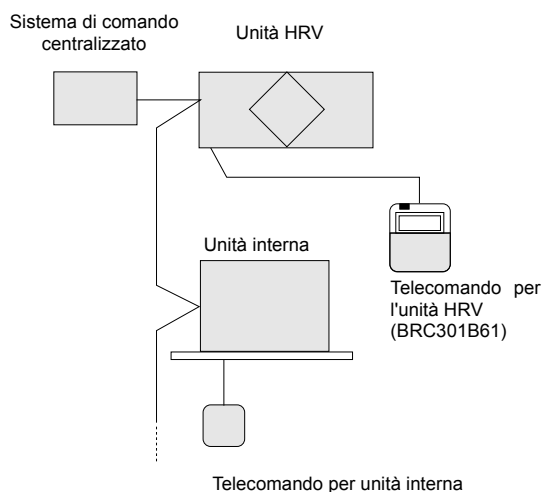 Sistema di comando
centralizzato
Unità HRV
Unità interna
Telecomando per
l'unità HRV
(BRC301B61)
Telecomando per unità interna